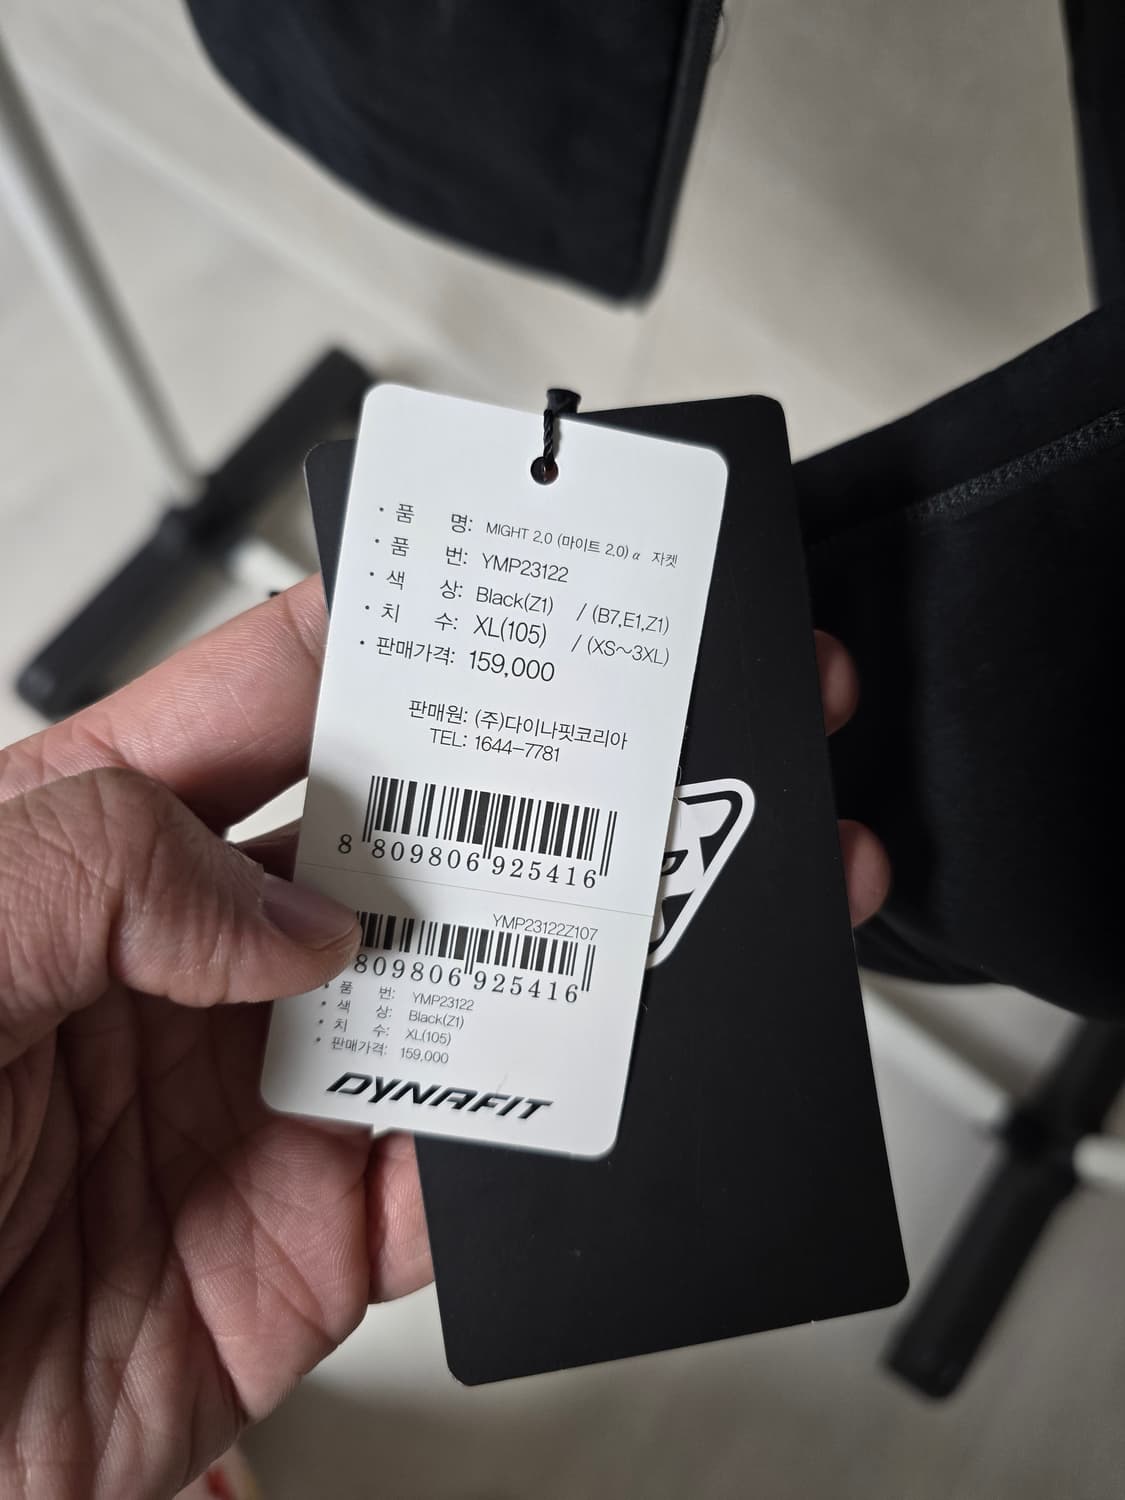 · 품 명: MIGHT 2.0 (마이트 2.0) α 자켓
· 품 번: YMP23122
· 색 상: Black(Z1) / (B7,E1,Z1)
· 치 수: XL(105) / (XS~3XL)
· 판매가격: 159,000
판매원: (주)다이나핏코리아
TEL: 1644-7781
8 809806 925416
YMP23122Z107
809806 925416
· 품 번: YMP23122
· 색 상: Black(Z1)
· 치 수: XL(105)
· 판매가격: 159,000
DYNAFIT